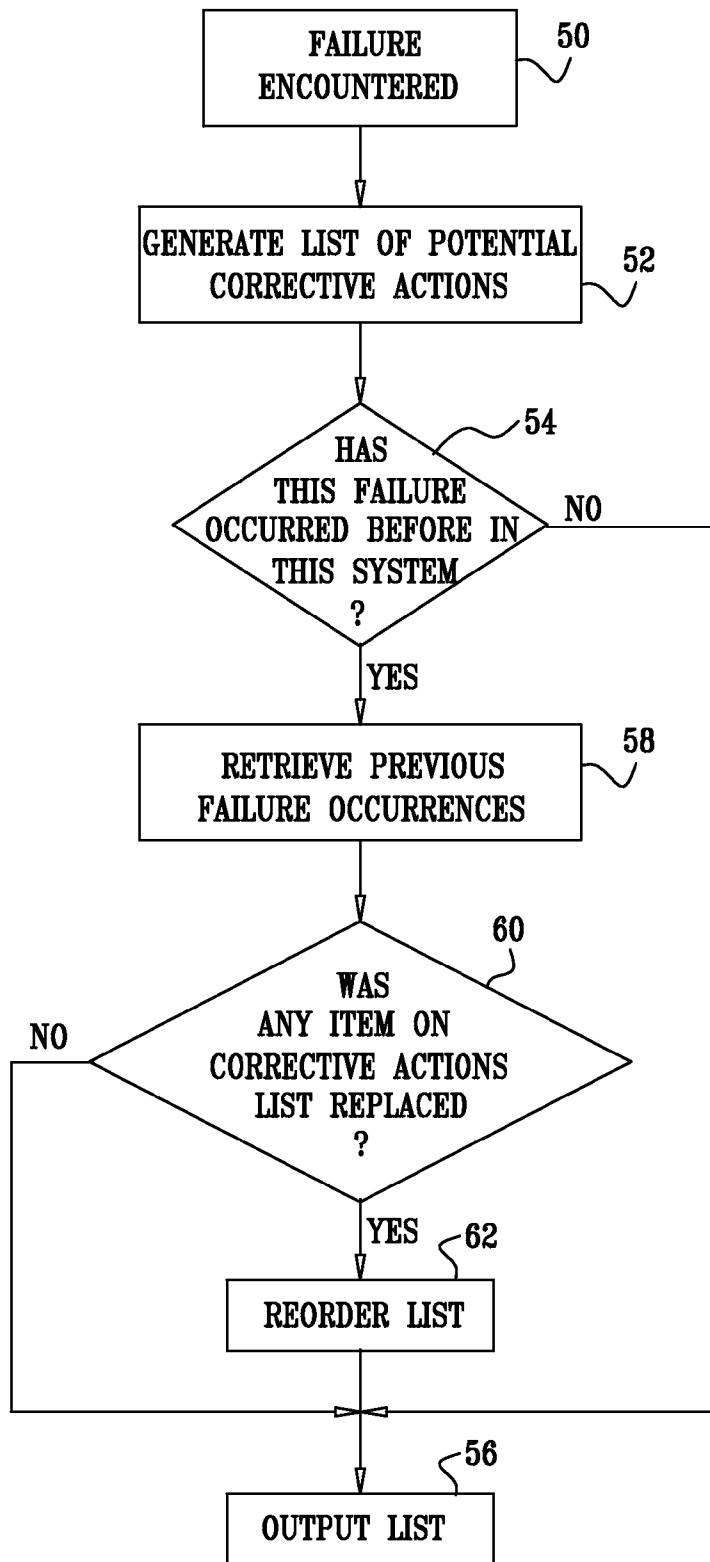 FAILURE
ENCOUNTERED
50
GENERATE LIST OF POTENTIAL
CORRECTIVE ACTIONS
52
54
HAS
THIS FAILURE
OCCURRED BEFORE IN
THIS SYSTEM
?
NO
YES
RETRIEVE PREVIOUS
FAILURE OCCURRENCES
58
60
WAS
ANY ITEM ON
CORRECTIVE ACTIONS
LIST REPLACED
?
NO
YES
62
REORDER LIST
56
OUTPUT LIST